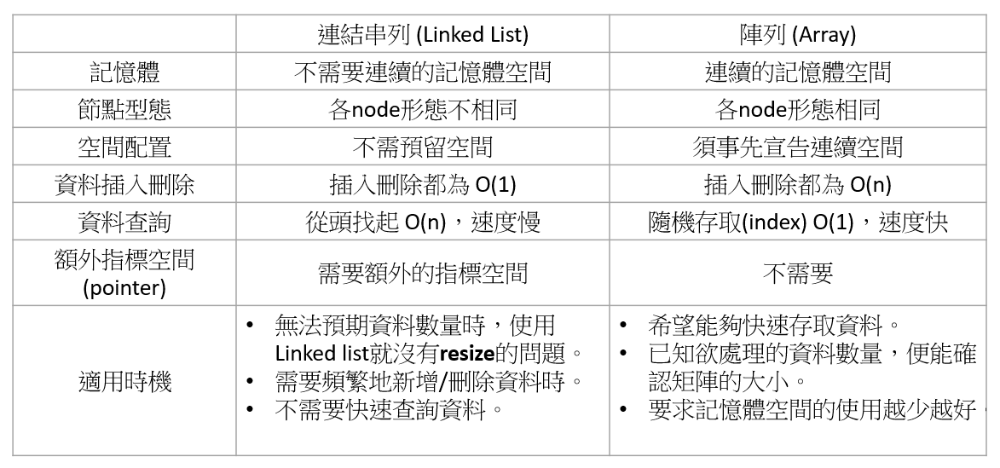 連結串列 (Linked List) 陣列 (Array)
記憶體 不需要連續的記憶體空間 連續的記憶體空間
節點型態 各node形態不相同 各node形態相同
空間配置 不需預留空間 須事先宣告連續空間
資料插入刪除 插入刪除都為 O(1) 插入刪除都為 O(n)
資料查詢 從頭找起 O(n),速度慢 隨機存取(index) O(1),速度快
額外指標空間
(pointer)
需要額外的指標空間 不需要
適用時機
• 無法預期資料數量時,使用
Linked list就沒有resize的問題。
• 需要頻繁地新增/刪除資料時。
• 不需要快速查詢資料。
• 希望能夠快速存取資料。
• 已知欲處理的資料數量,便能確
認矩陣的大小。
• 要求記憶體空間的使用越少越好。